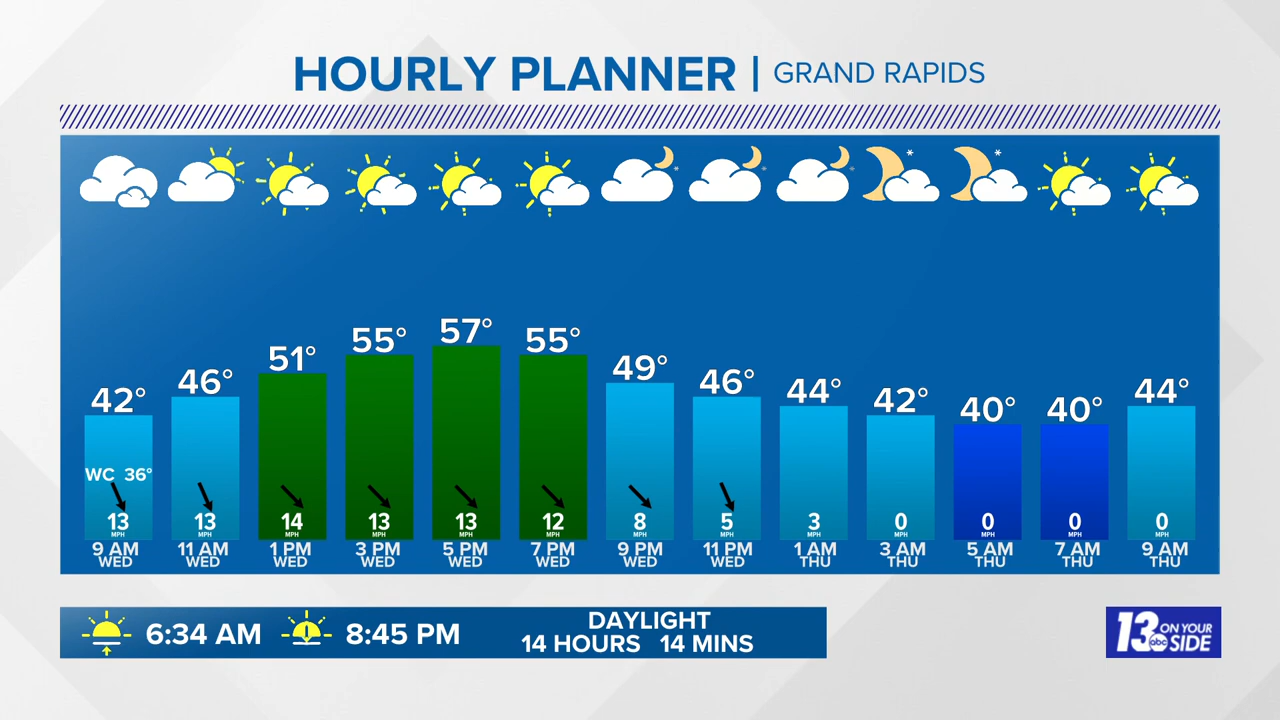 HOURLY PLANNER | GRAND RAPIDS
42° 46° 51° 55° 57° 55° 49° 46° 44° 42° 40° 40° 44°
WC 36°
13 13 14 13 13 12 8 5 3 0 0 0 0
MPH MPH MPH MPH MPH MPH MPH MPH MPH MPH MPH MPH MPH
9 AM 11 AM 1 PM 3 PM 5 PM 7 PM 9 PM 11 PM 1 AM 3 AM 5 AM 7 AM 9 AM
WED WED WED WED WED WED WED WED THU THU THU THU THU
6:34 AM 8:45 PM
DAYLIGHT
14 HOURS 14 MINS
13 abc ON YOUR
SIDE